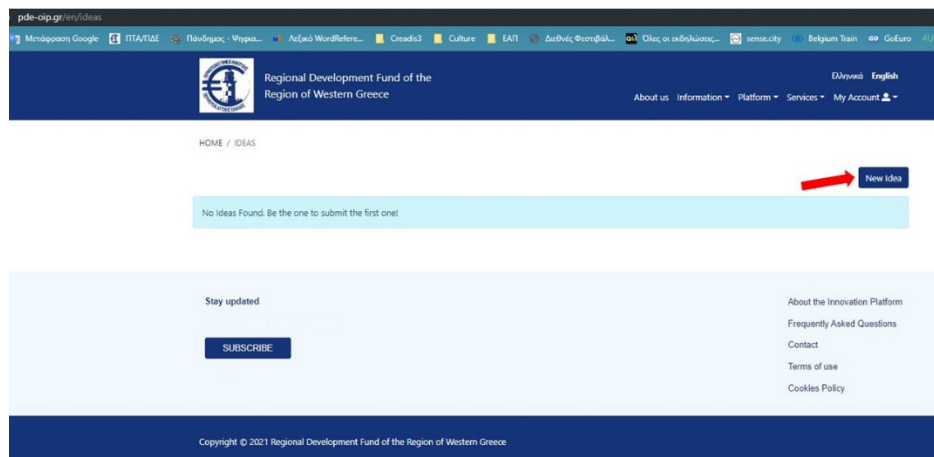 pde-oip.gr/en/ideas
Μετάφραση Google ΠΤΑ/ΠΔΕ Πάνδημος - Ψηφια... Λεξικό WordRefere... Creadis3 Culture ΕΑΠ Διεθνές Φεστιβάλ... Όλες οι εκδηλώσεις,... sense.city Belgium Train GoEuro 4U
Regional Development Fund of the
Region of Western Greece
Ελληνικά English
About us Information Platform Services My Account
HOME / IDEAS
New Idea
No Ideas Found. Be the one to submit the first one!
Stay updated
SUBSCRIBE
About the Innovation Platform
Frequently Asked Questions
Contact
Terms of use
Cookies Policy
Copyright © 2021 Regional Development Fund of the Region of Western Greece